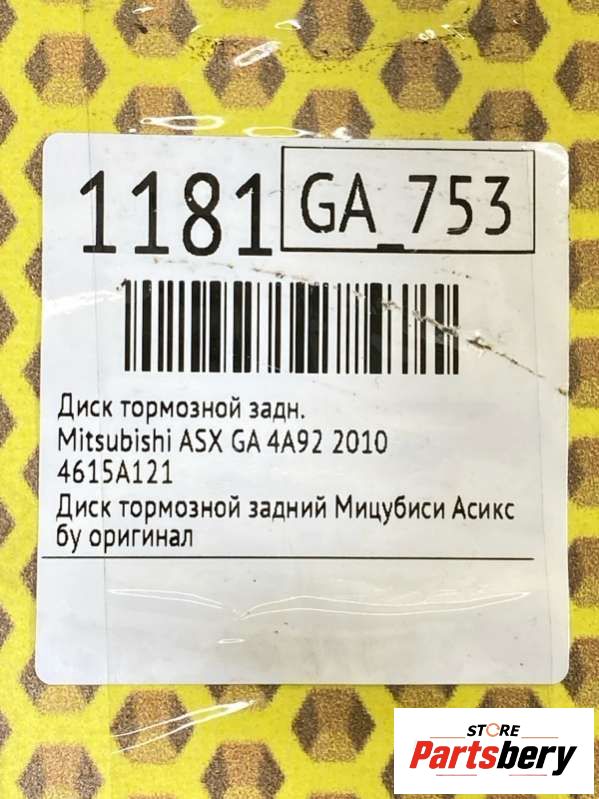 1181 GA_753
Диск тормозной задн.
Mitsubishi ASX GA 4A92 2010
4615A121
Диск тормозной задний Мицубиси Асикс
бу оригинал
STORE
Partsbery